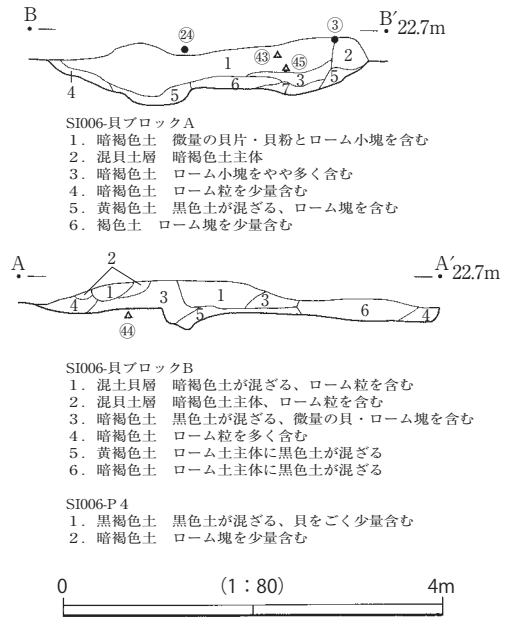 B B′ 22.7m
㉔ ③
㊸ ㊺
1 2
4 5 6 3 5
SI006-貝ブロックA
1．暗褐色土　微量の貝片・貝粉とローム小塊を含む
2．混貝土層　暗褐色土主体
3．暗褐色土　ローム小塊をやや多く含む
4．暗褐色土　ローム粒を少量含む
5．黄褐色土　黒色土が混ざる、ローム塊を含む
6．褐色土　ローム塊を少量含む
A 2 A′ 22.7m
4 1 3 1 3 6 4
㊹ 5
SI006-貝ブロックB
1．混土貝層　暗褐色土が混ざる、ローム粒を含む
2．混貝土層　暗褐色土主体、ローム粒を含む
3．暗褐色土　黒色土が混ざる、微量の貝・ローム塊を含む
4．暗褐色土　ローム粒を多く含む
5．黄褐色土　ローム土主体に黒色土が混ざる
6．暗褐色土　ローム土主体に黒色土が混ざる
SI006-P 4
1．黒褐色土　黒色土が混ざる、貝をごく少量含む
2．暗褐色土　ローム塊を少量含む
0 （1：80） 4m